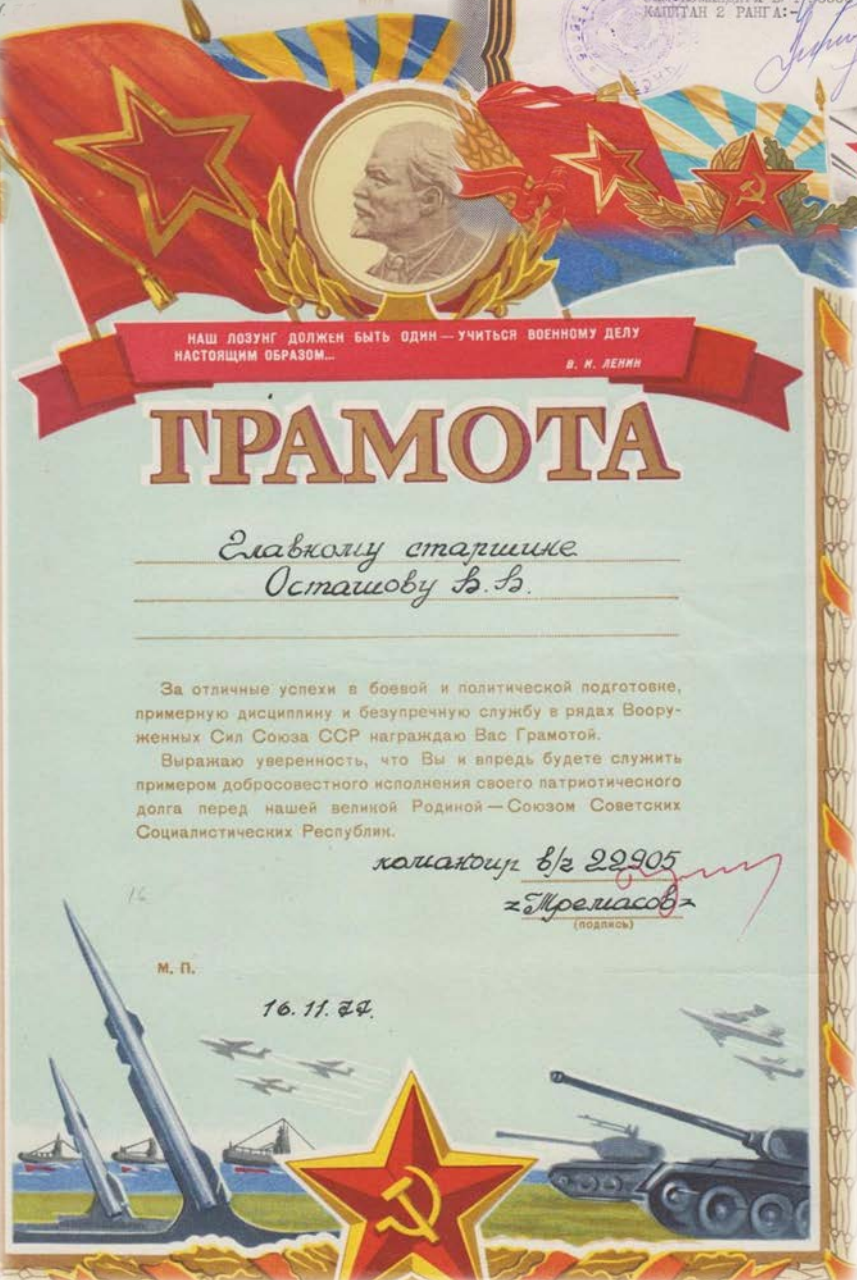 КАПИТАН 2 РАНГА:
НАШ ЛОЗУНГ ДОЛЖЕН БЫТЬ ОДИН — УЧИТЬСЯ ВОЕННОМУ ДЕЛУ
НАСТОЯЩИМ ОБРАЗОМ...
В. И. ЛЕНИН
ГРАМОТА
Главному старшине
Осташову В.В.
За отличные успехи в боевой и политической подготовке,
примерную дисциплину и безупречную службу в рядах Воору-
женных Сил Союза ССР награждаю Вас Грамотой.
Выражаю уверенность, что Вы и впредь будете служить
примером добросовестного исполнения своего патриотического
долга перед нашей великой Родиной — Союзом Советских
Социалистических Республик.
командир в/ч 22905
"Тремасов"
(подпись)
16
М. П.
16.11.77.